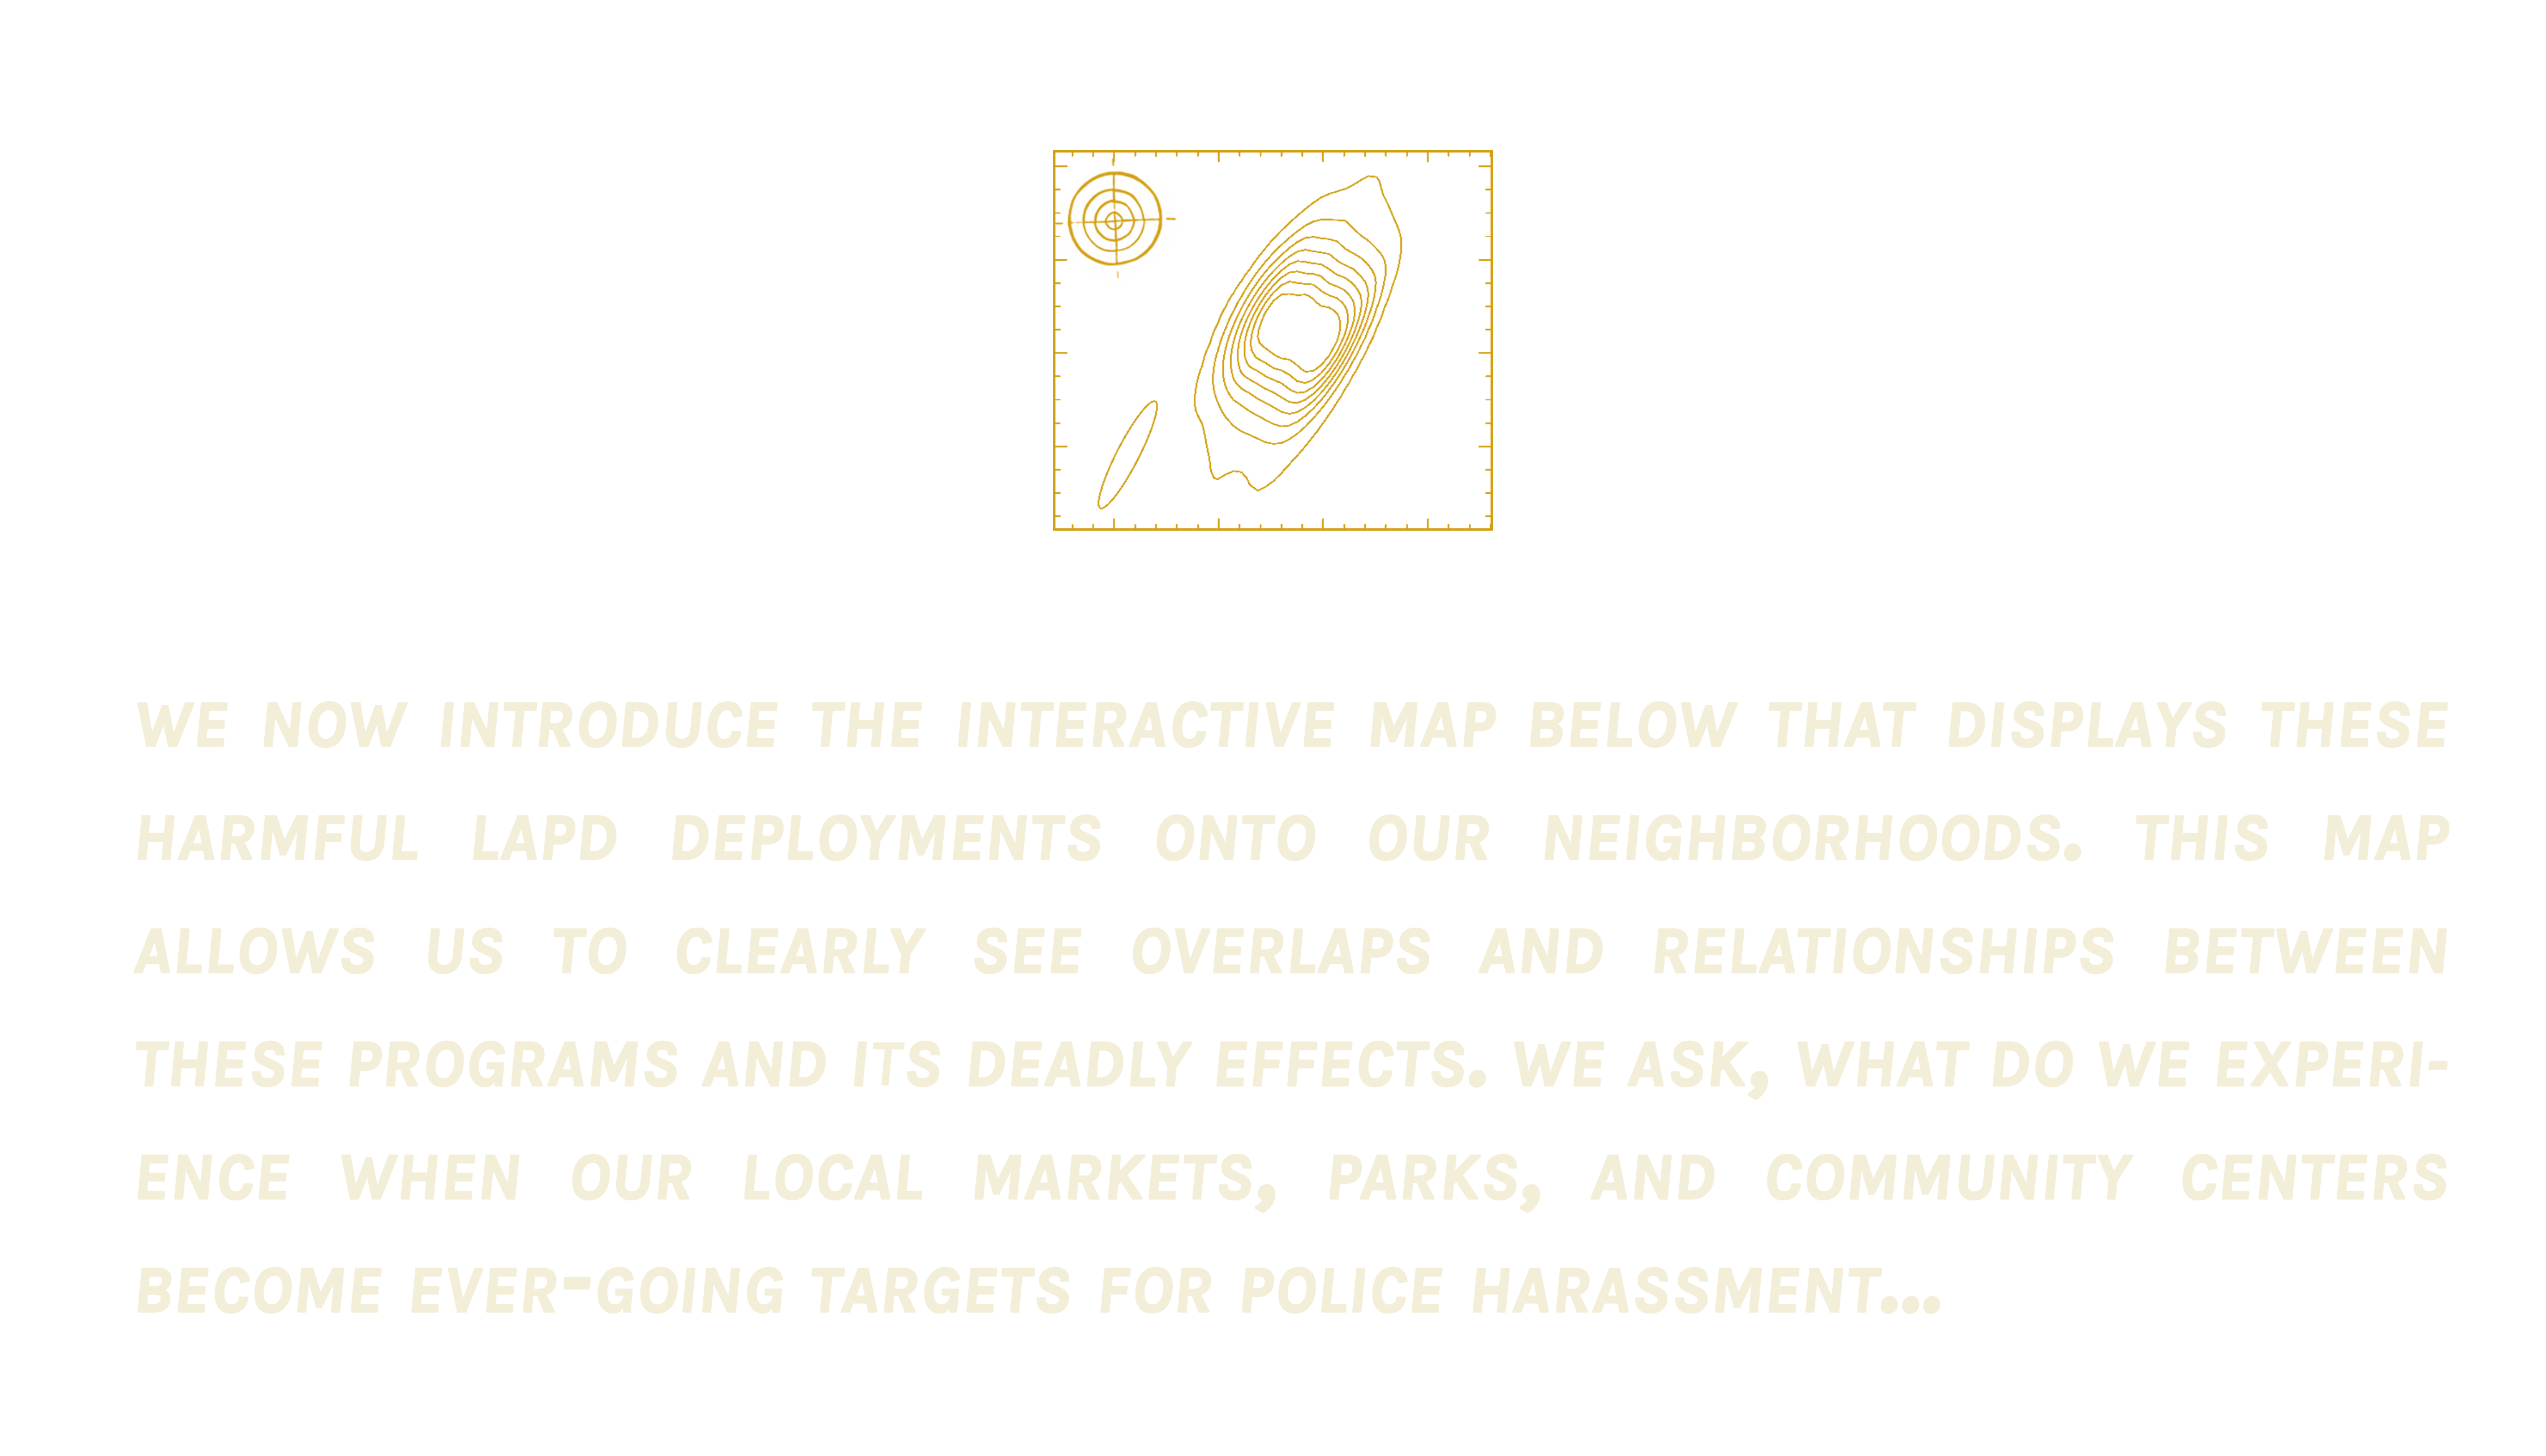 WE NOW INTRODUCE THE INTERACTIVE MAP BELOW THAT DISPLAYS THESE
HARMFUL LAPD DEPLOYMENTS ONTO OUR NEIGHBORHOODS. THIS MAP
ALLOWS US TO CLEARLY SEE OVERLAPS AND RELATIONSHIPS BETWEEN
THESE PROGRAMS AND ITS DEADLY EFFECTS. WE ASK, WHAT DO WE EXPERI-
ENCE WHEN OUR LOCAL MARKETS, PARKS, AND COMMUNITY CENTERS
BECOME EVER-GOING TARGETS FOR POLICE HARASSMENT...